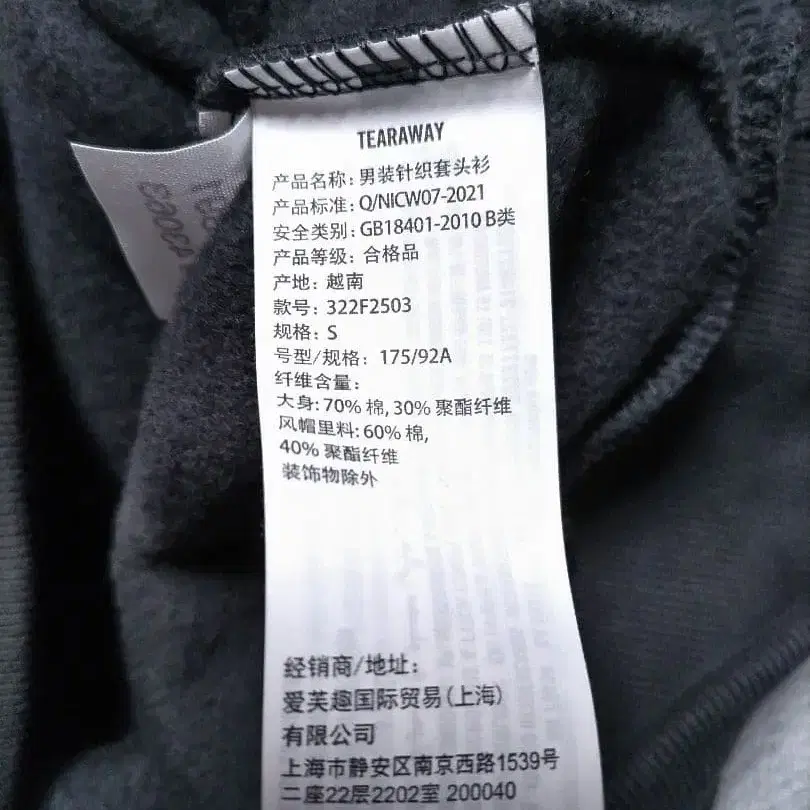 TEARAWAY
产品名称: 男装针织套头衫
产品标准: Q/NICW07-2021
安全类别: GB18401-2010 B类
产品等级: 合格品
产地: 越南
款号: 322F2503
规格: S
号型/规格: 175/92A
纤维含量:
大身: 70% 棉, 30% 聚酯纤维
风帽里料: 60% 棉,
40% 聚酯纤维
装饰物除外
经销商/地址:
爱芙趣国际贸易(上海)
有限公司
上海市静安区南京西路1539号
二座22层2202室 200040